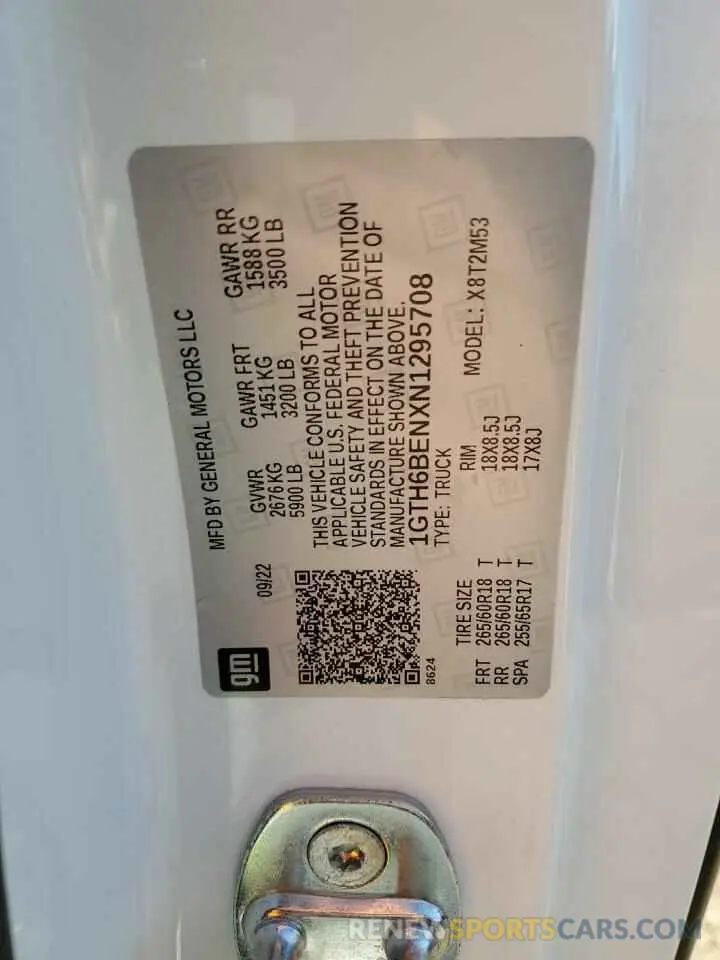 MFD BY GENERAL MOTORS LLC
09/22
GVWR GAWR FRT GAWR RR
2676 KG 1451 KG 1588 KG
5900 LB 3200 LB 3500 LB
THIS VEHICLE CONFORMS TO ALL
APPLICABLE U.S. FEDERAL MOTOR
VEHICLE SAFETY AND THEFT PREVENTION
STANDARDS IN EFFECT ON THE DATE OF
MANUFACTURE SHOWN ABOVE.
1GTH6BENXN1295708
TYPE: TRUCK MODEL: X8T2M53
gm
8624
TIRE SIZE RIM
FRT 265/60R18 T 18X8.5J
RR 265/60R18 T 18X8.5J
SPA 255/65R17 T 17X8J
RENEWSPORTSCARS.COM